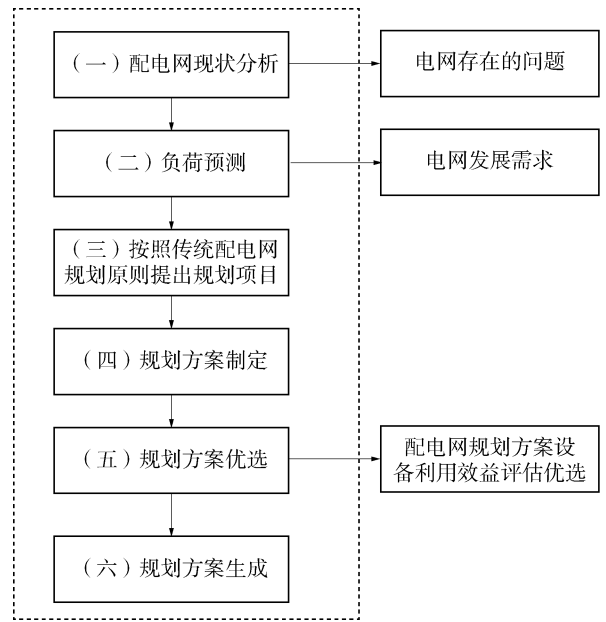 （一）配电网现状分析
电网存在的问题
（二）负荷预测
电网发展需求
（三）按照传统配电网
规划原则提出规划项目
（四）规划方案制定
（五）规划方案优选
配电网规划方案设
备利用效益评估优选
（六）规划方案生成